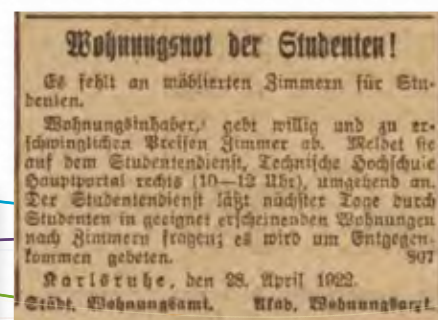 Wohnungsnot der Studenten!
Es fehlt an möblierten Zimmern für Stu-
denten.
Wohnungsinhaber, gebt willig und zu er-
schwinglichen Preisen Zimmer ab. Meldet sie
auf dem Studentendienst, Technische Hochschule
Hauptportal rechts (10—12 Uhr), umgehend an.
Der Studentendienst läßt nächster Tage durch
Studenten in geeignet erscheinenden Wohnungen
nach Zimmern fragen; es wird um Entgegen-
kommen gebeten. 807
Karlsruhe, den 28. April 1922.
Städt. Wohnungsamt. Akad. Wohnungsarzt.